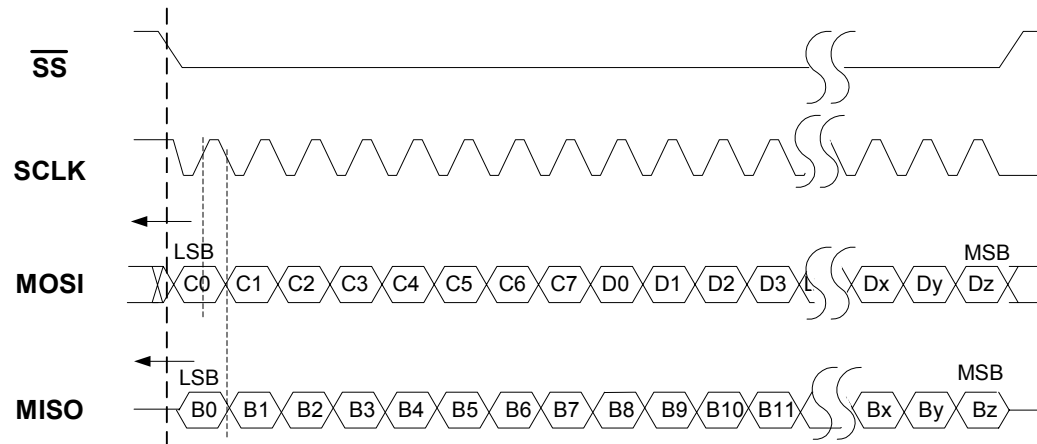 SS
SCLK
LSB
MSB
MOSI
C0 C1 C2 C3 C4 C5 C6 C7 D0 D1 D2 D3 Dx Dy Dz
LSB
MSB
MISO
B0 B1 B2 B3 B4 B5 B6 B7 B8 B9 B10 B11 Bx By Bz